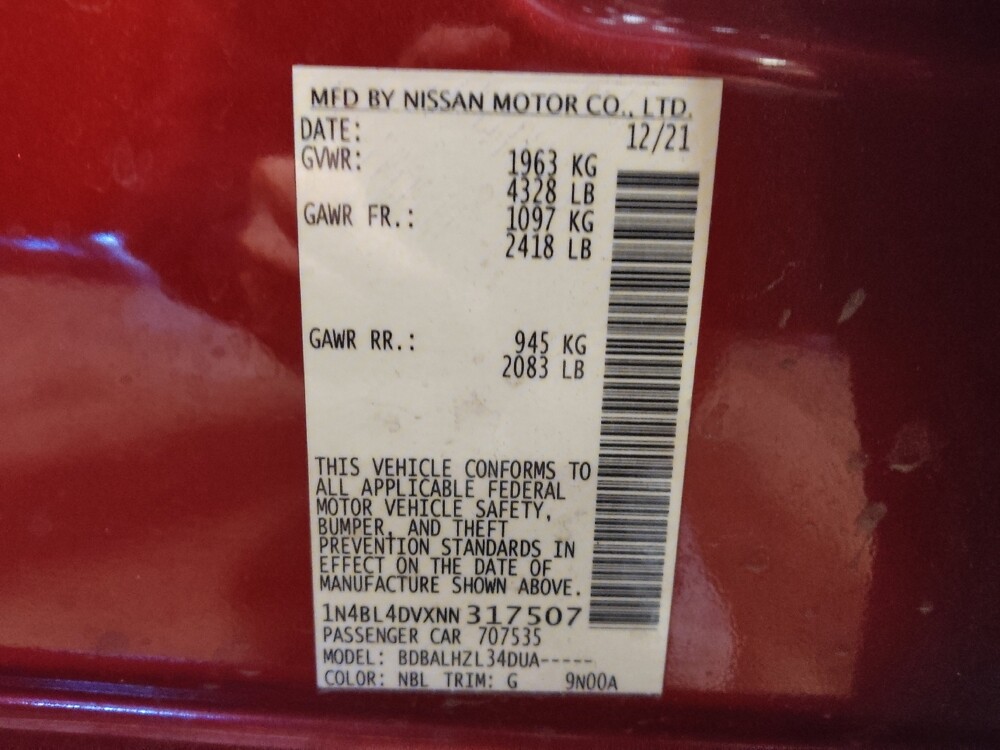 MFD BY NISSAN MOTOR CO., LTD.
DATE: 12/21
GVWR: 1963 KG
4328 LB
GAWR FR.: 1097 KG
2418 LB
GAWR RR.: 945 KG
2083 LB
THIS VEHICLE CONFORMS TO
ALL APPLICABLE FEDERAL
MOTOR VEHICLE SAFETY,
BUMPER, AND THEFT
PREVENTION STANDARDS IN
EFFECT ON THE DATE OF
MANUFACTURE SHOWN ABOVE.
1N4BL4DVXNN317507
PASSENGER CAR 707535
MODEL: BDBALHZL34DUA-----
COLOR: NBL TRIM: G 9N00A